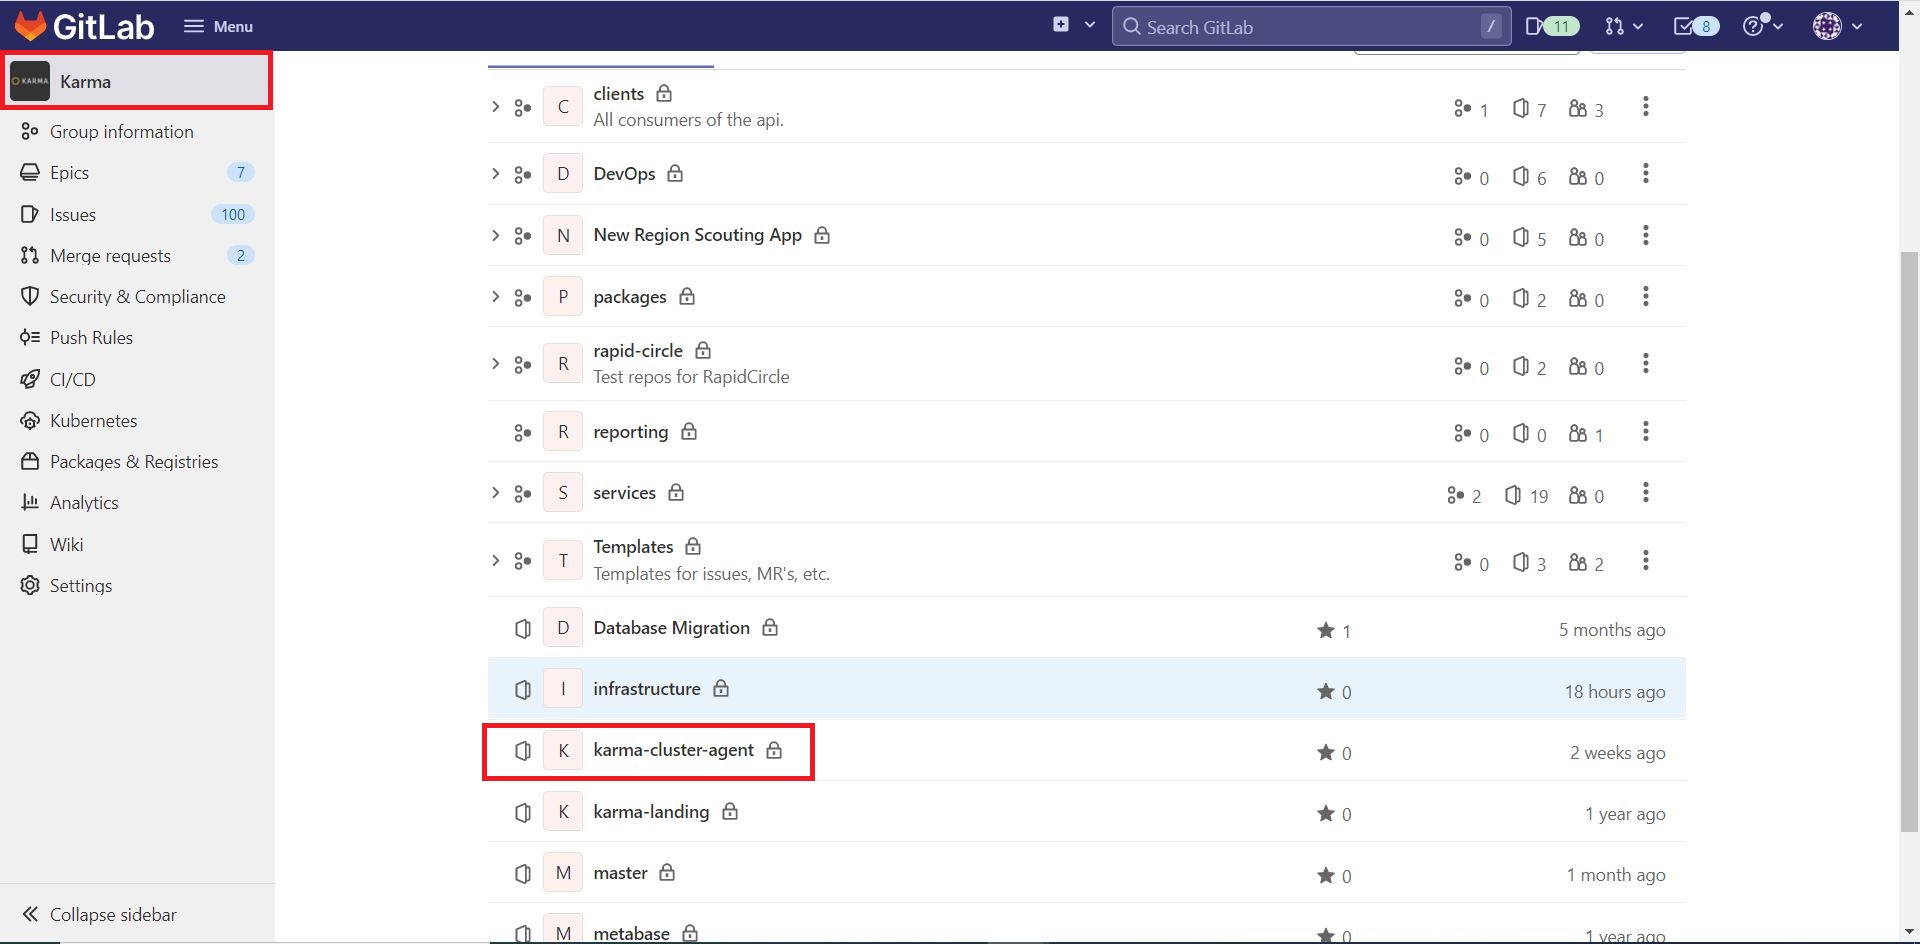 GitLab
Menu
Search GitLab
/
11
8
KARMA
Karma
Group information
Epics
7
Issues
100
Merge requests
2
Security & Compliance
Push Rules
CI/CD
Kubernetes
Packages & Registries
Analytics
Wiki
Settings
Collapse sidebar
C clients 1 7 3
All consumers of the api.
D DevOps 0 6 0
N New Region Scouting App 0 5 0
P packages 0 2 0
R rapid-circle 0 2 0
Test repos for RapidCircle
R reporting 0 0 1
S services 2 19 0
T Templates 0 3 2
Templates for issues, MR's, etc.
D Database Migration 1 5 months ago
I infrastructure 0 18 hours ago
K karma-cluster-agent 0 2 weeks ago
K karma-landing 0 1 year ago
M master 0 1 month ago
M metabase 0 1 year ago